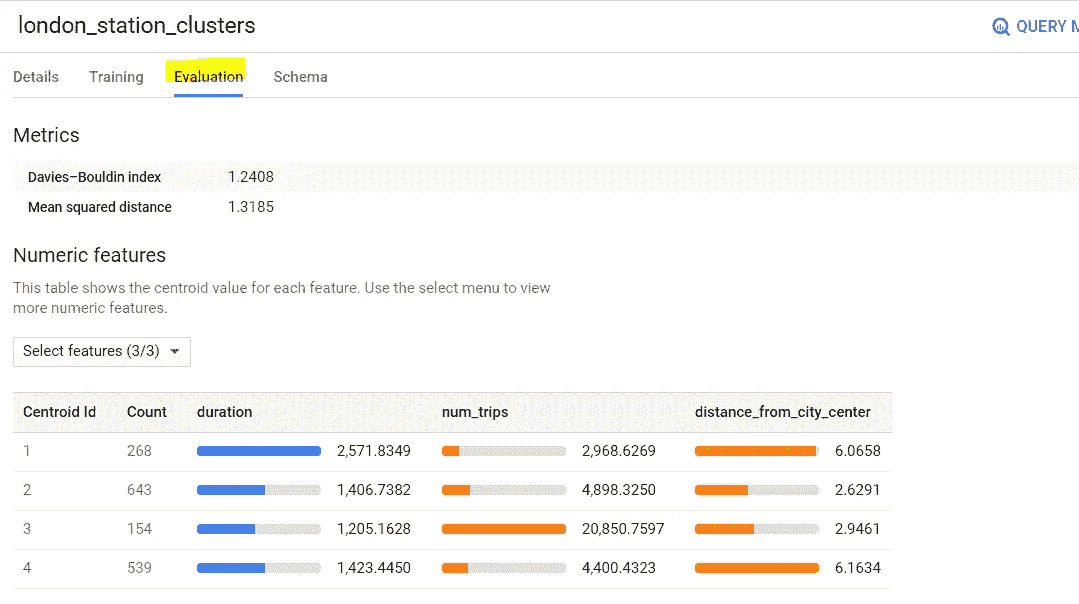 london_station_clusters QUERY M
Details Training Evaluation Schema
Metrics
Davies–Bouldin index 1.2408
Mean squared distance 1.3185
Numeric features
This table shows the centroid value for each feature. Use the select menu to view
more numeric features.
Select features (3/3)
Centroid Id Count duration num_trips distance_from_city_center
1 268 2,571.8349 2,968.6269 6.0658
2 643 1,406.7382 4,898.3250 2.6291
3 154 1,205.1628 20,850.7597 2.9461
4 539 1,423.4450 4,400.4323 6.1634